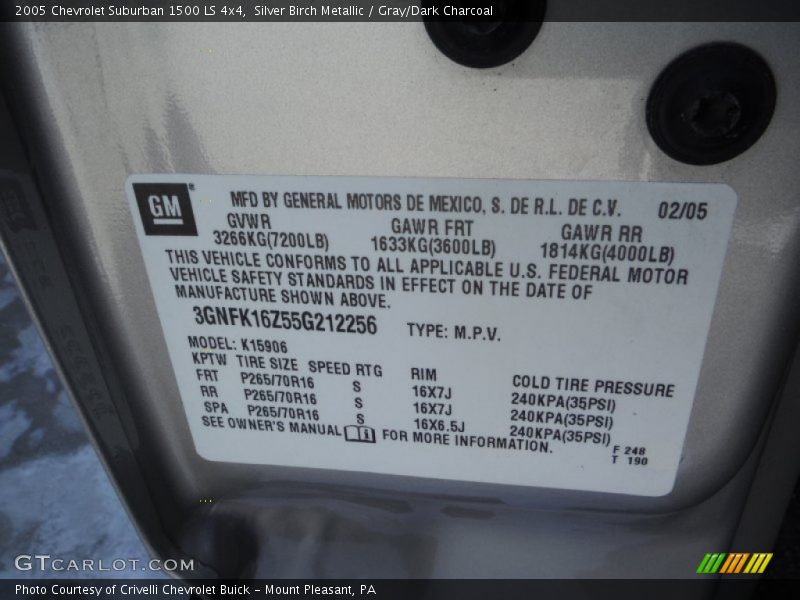 2005 Chevrolet Suburban 1500 LS 4x4, Silver Birch Metallic / Gray/Dark Charcoal
GM
MFD BY GENERAL MOTORS DE MEXICO, S. DE R.L. DE C.V. 02/05
GVWR GAWR FRT GAWR RR
3266KG(7200LB) 1633KG(3600LB) 1814KG(4000LB)
THIS VEHICLE CONFORMS TO ALL APPLICABLE U.S. FEDERAL MOTOR
VEHICLE SAFETY STANDARDS IN EFFECT ON THE DATE OF
MANUFACTURE SHOWN ABOVE.
3GNFK16Z55G212256 TYPE: M.P.V.
MODEL: K15906
KPTW TIRE SIZE SPEED RTG RIM COLD TIRE PRESSURE
FRT P265/70R16 S 16X7J 240KPA(35PSI)
RR P265/70R16 S 16X7J 240KPA(35PSI)
SPA P265/70R16 S 16X6.5J 240KPA(35PSI)
SEE OWNER'S MANUAL FOR MORE INFORMATION.
F 248
T 190
GTCARLOT.COM
Photo Courtesy of Crivelli Chevrolet Buick – Mount Pleasant, PA